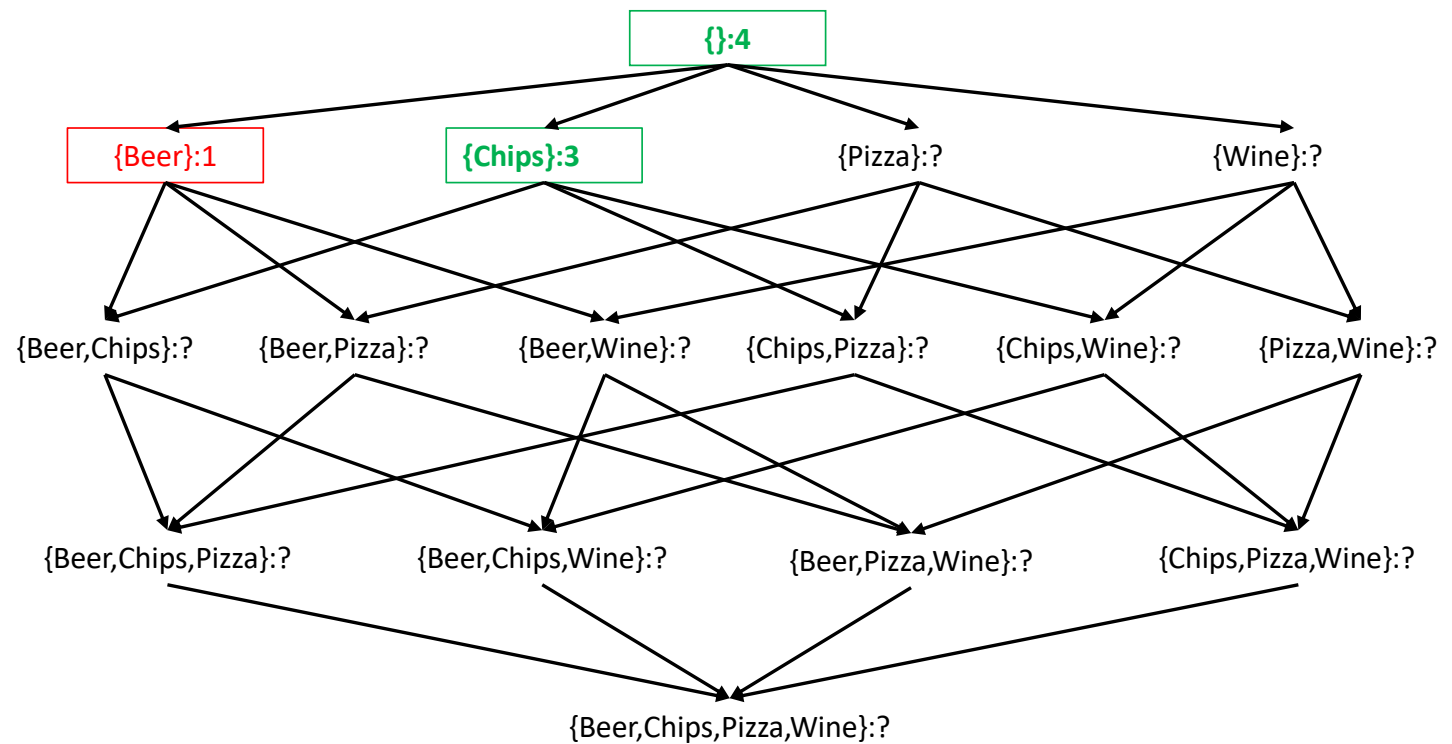 {}:4
{Beer}:1 {Chips}:3 {Pizza}:? {Wine}:?
{Beer,Chips}:? {Beer,Pizza}:? {Beer,Wine}:? {Chips,Pizza}:? {Chips,Wine}:? {Pizza,Wine}:?
{Beer,Chips,Pizza}:? {Beer,Chips,Wine}:? {Beer,Pizza,Wine}:? {Chips,Pizza,Wine}:?
{Beer,Chips,Pizza,Wine}:?